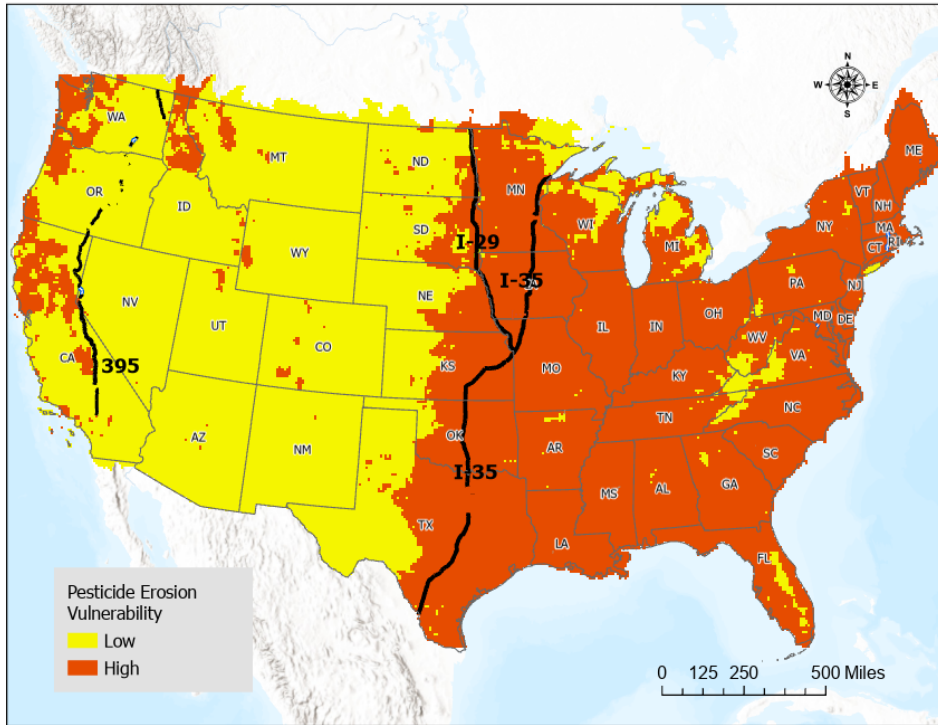 N
W E
S
WA
MT
ND
MN
ME
OR
ID
WY
SD
I-29
WI
MI
VT
NH
NY
MA
CT
RI
NV
UT
CO
NE
I-35
IL
IN
OH
PA
NJ
MD
DE
CA
395
KS
MO
WV
VA
KY
AZ
NM
OK
I-35
AR
TN
NC
SC
TX
LA
MS
AL
GA
FL
Pesticide Erosion
Vulnerability
Low
High
0 125 250 500 Miles